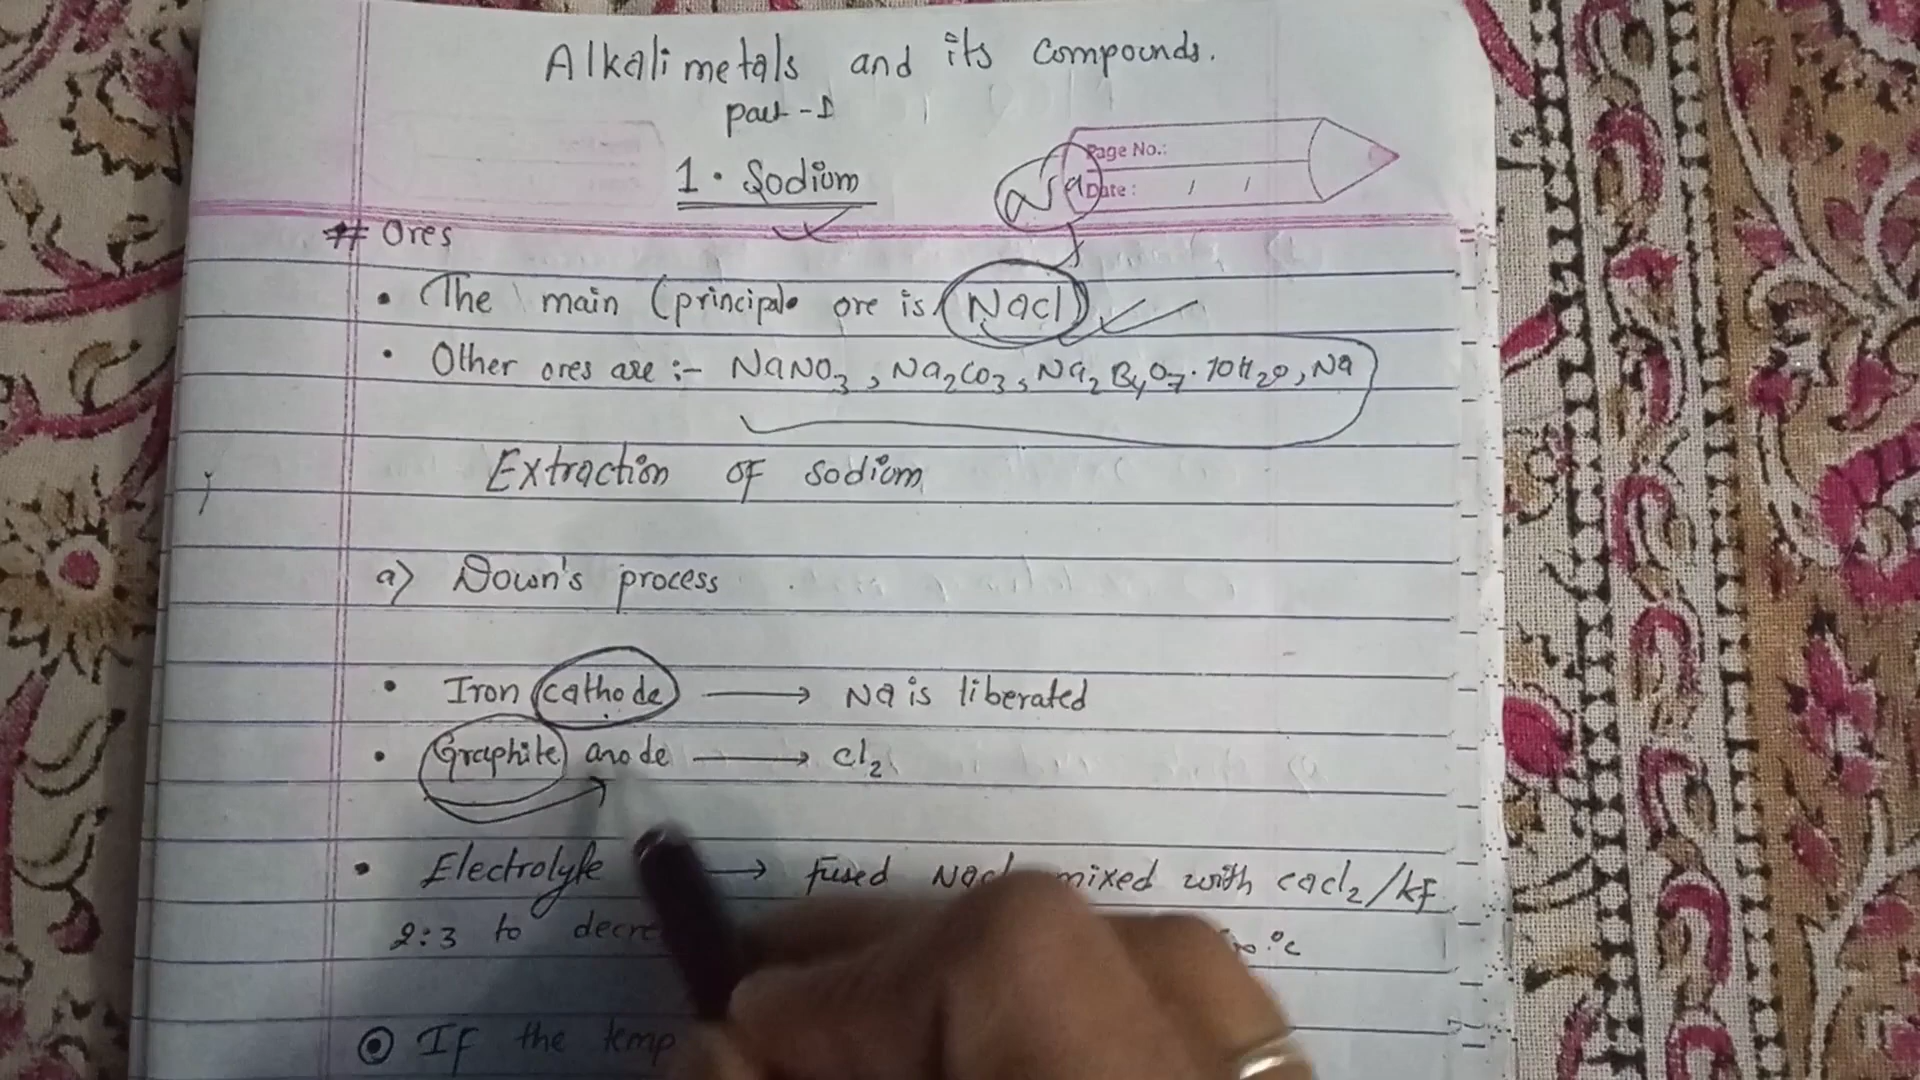 Alkali metals and its compounds.
part -I
1. Sodium
Page No.:
Na
Date : / /
# Ores
• The main (principal ore is (NaCl)
• Other ores are :- NaNO3, Na2CO3, Na2B4O7.10H2O, Na
Extraction of sodium
a) Down's process
• Iron cathode → Na is liberated
• Graphite anode → Cl2
• Electrolyte → Fused NaCl mixed with CaCl2/KF
2:3 to °C
If the temp